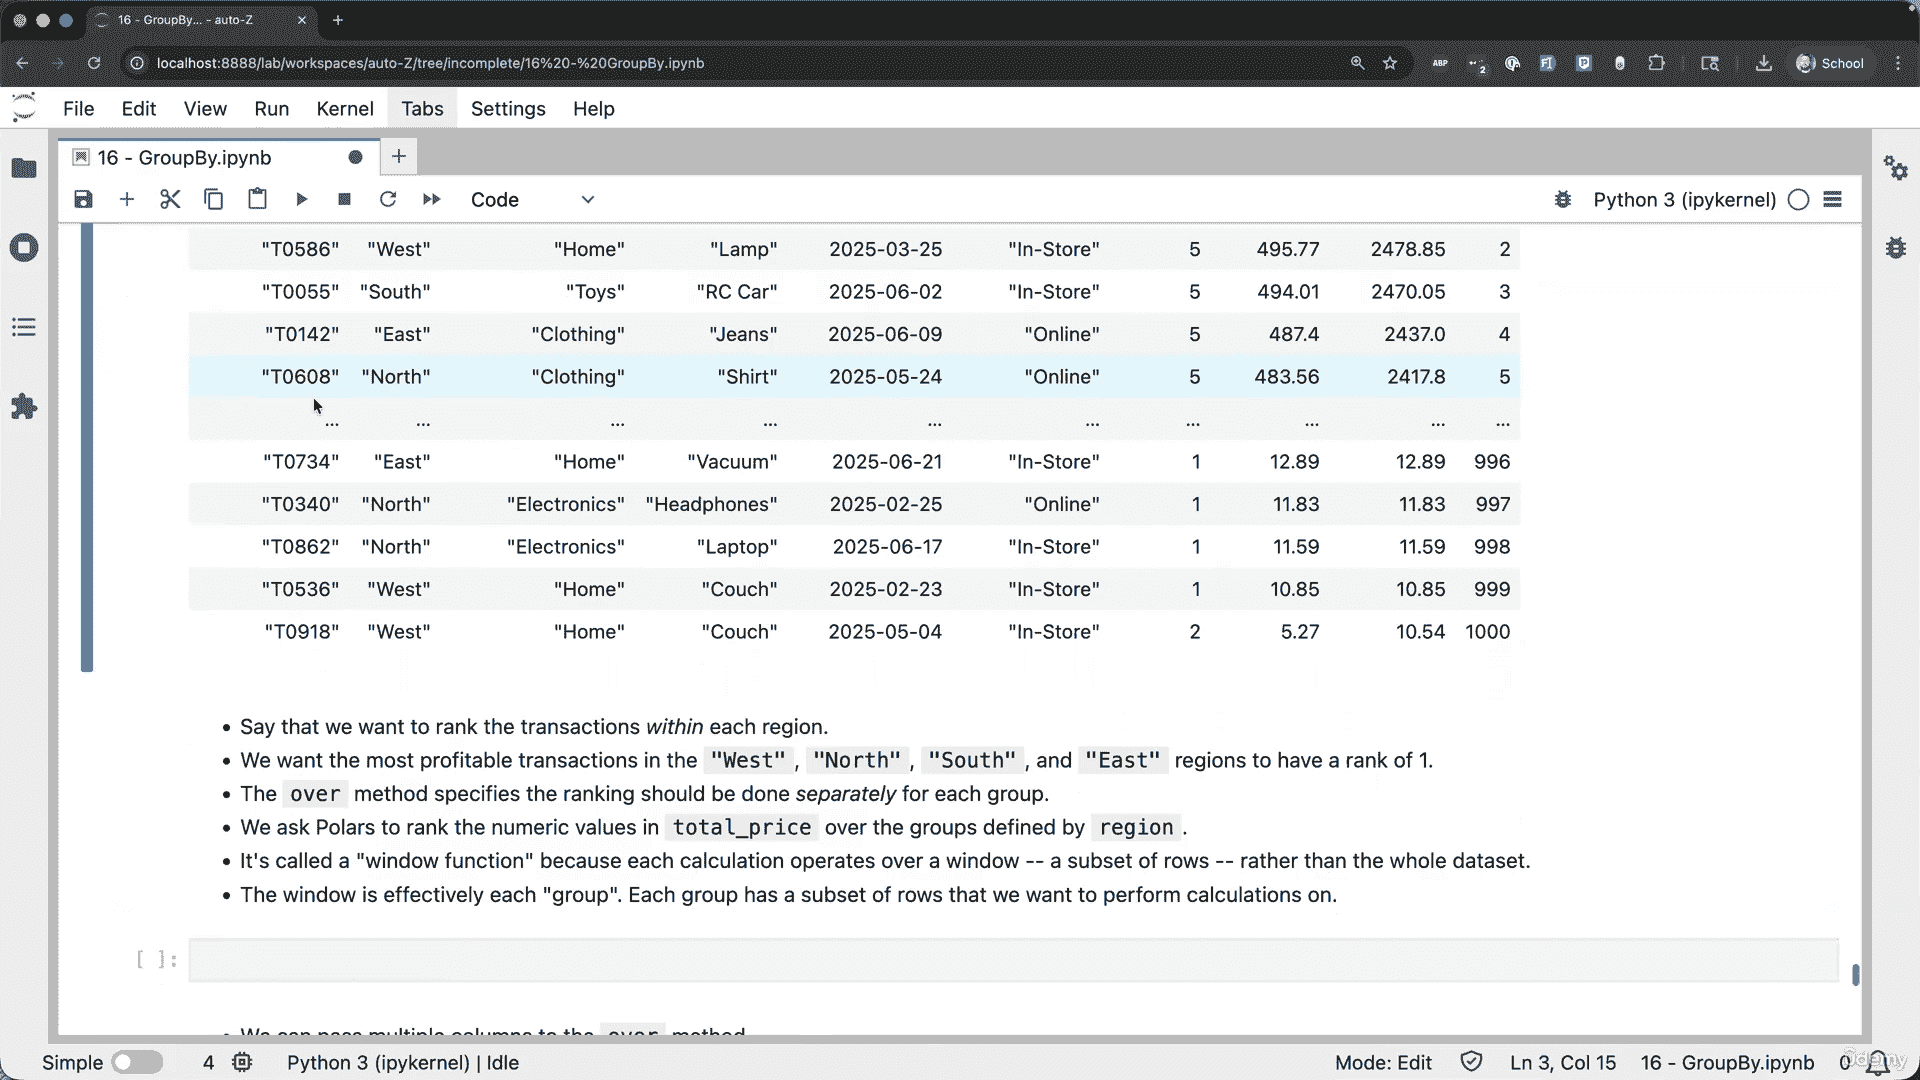 16 - GroupBy... - auto-Z
localhost:8888/lab/workspaces/auto-Z/tree/incomplete/16%20-%20GroupBy.ipynb
ABP
2
School
File Edit View Run Kernel Tabs Settings Help
16 - GroupBy.ipynb
Code
Python 3 (ipykernel)
"T0586" "West" "Home" "Lamp" 2025-03-25 "In-Store" 5 495.77 2478.85 2
"T0055" "South" "Toys" "RC Car" 2025-06-02 "In-Store" 5 494.01 2470.05 3
"T0142" "East" "Clothing" "Jeans" 2025-06-09 "Online" 5 487.4 2437.0 4
"T0608" "North" "Clothing" "Shirt" 2025-05-24 "Online" 5 483.56 2417.8 5
... ... ... ... ... ... ... ... ... ...
"T0734" "East" "Home" "Vacuum" 2025-06-21 "In-Store" 1 12.89 12.89 996
"T0340" "North" "Electronics" "Headphones" 2025-02-25 "Online" 1 11.83 11.83 997
"T0862" "North" "Electronics" "Laptop" 2025-06-17 "In-Store" 1 11.59 11.59 998
"T0536" "West" "Home" "Couch" 2025-02-23 "In-Store" 1 10.85 10.85 999
"T0918" "West" "Home" "Couch" 2025-05-04 "In-Store" 2 5.27 10.54 1000
• Say that we want to rank the transactions within each region.
• We want the most profitable transactions in the "West", "North", "South", and "East" regions to have a rank of 1.
• The over method specifies the ranking should be done separately for each group.
• We ask Polars to rank the numeric values in total_price over the groups defined by region.
• It's called a "window function" because each calculation operates over a window -- a subset of rows -- rather than the whole dataset.
• The window is effectively each "group". Each group has a subset of rows that we want to perform calculations on.
[ ]:
• We can pass multiple columns to the over method.
Simple 4 Python 3 (ipykernel) | Idle Mode: Edit Ln 3, Col 15 16 - GroupBy.ipynb 0
Udemy